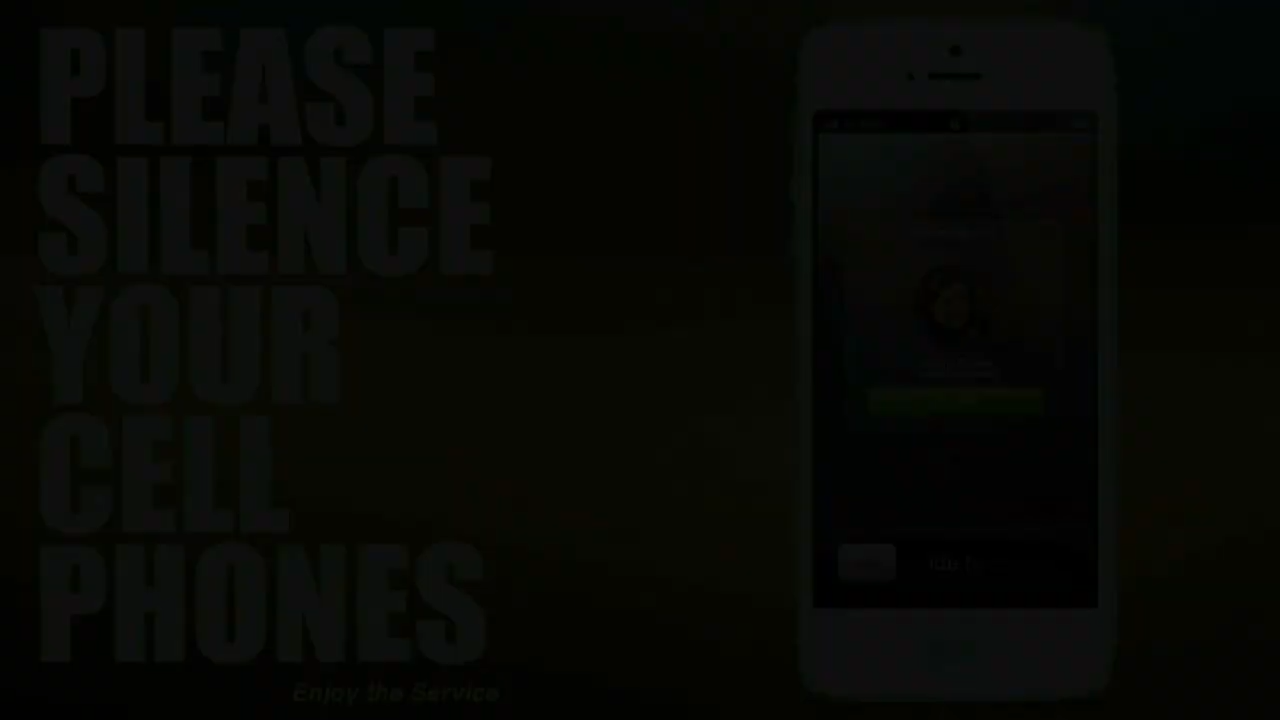 PLEASE
SILENCE
YOUR
CELL
PHONES
Enjoy the Service